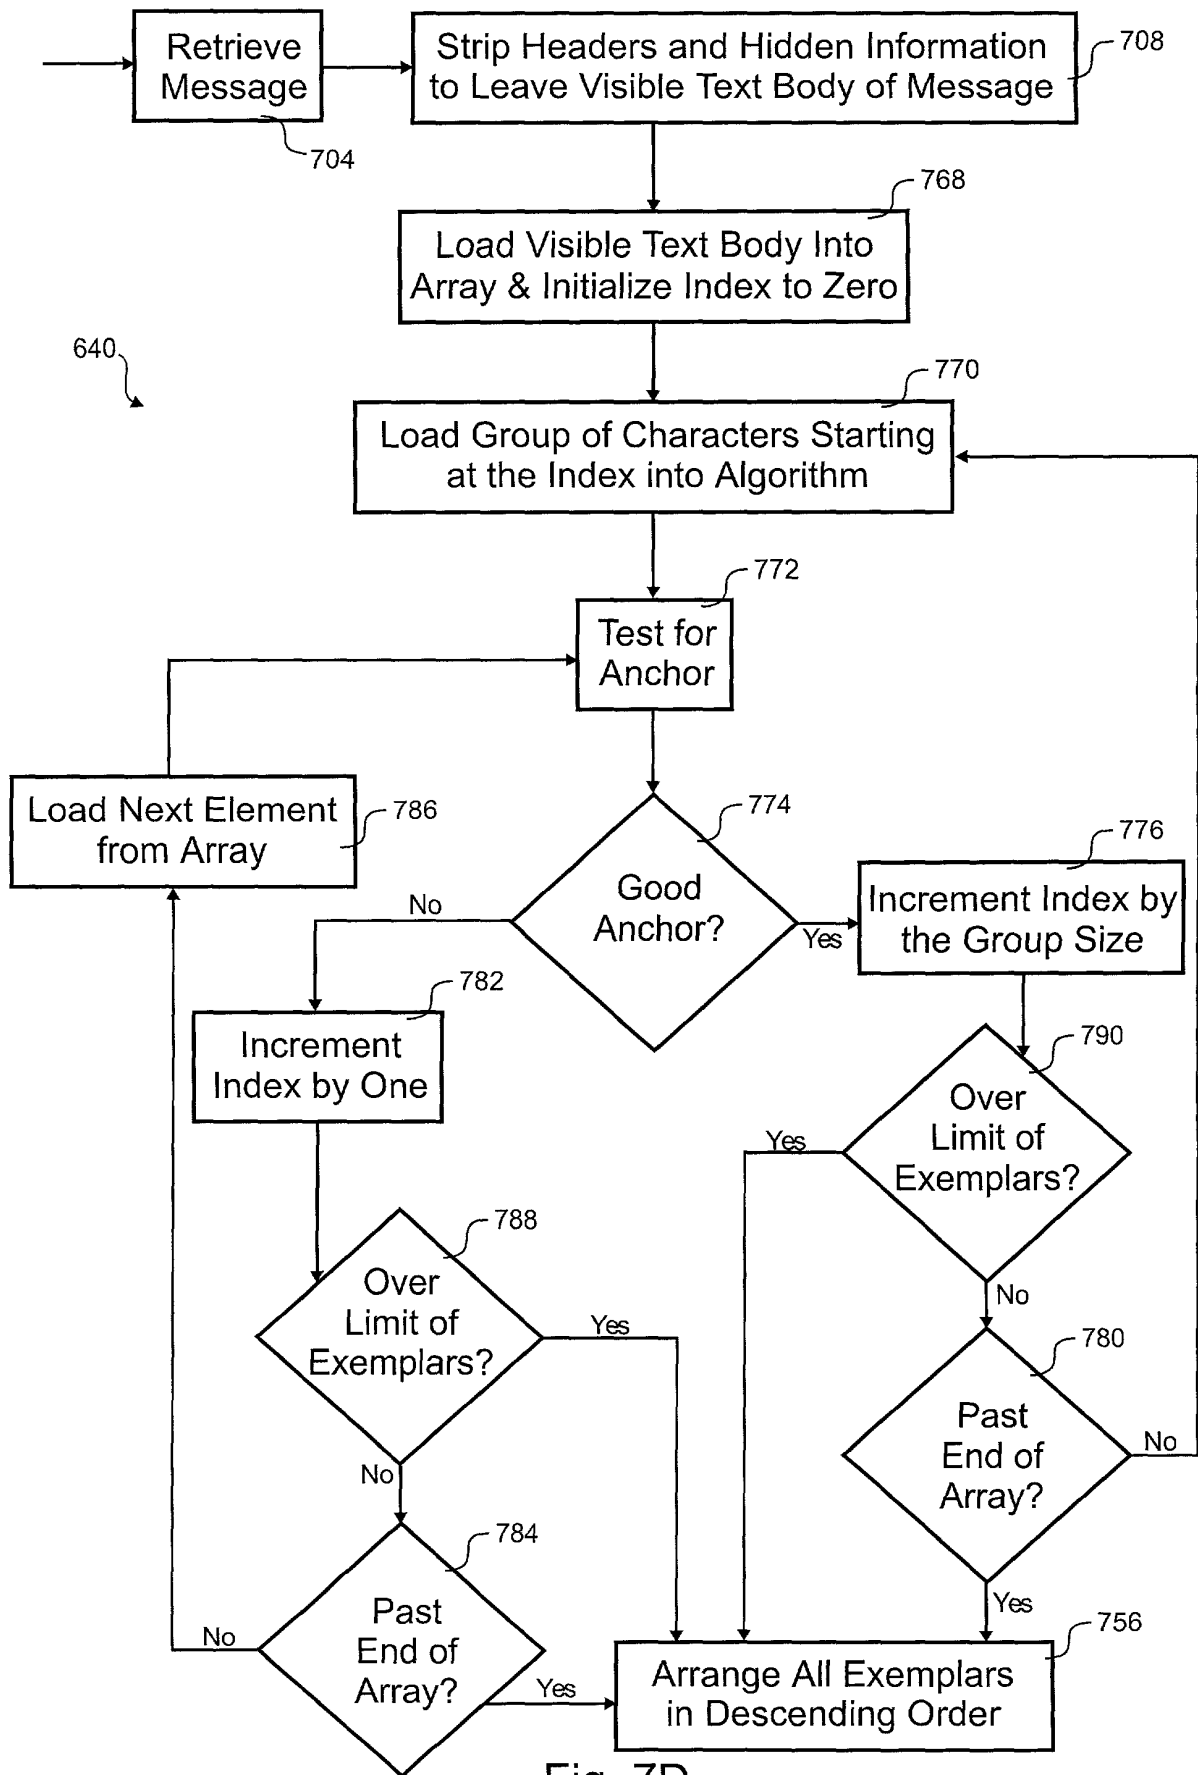 Retrieve
Message
704
Strip Headers and Hidden Information
to Leave Visible Text Body of Message
708
768
Load Visible Text Body Into
Array & Initialize Index to Zero
640
770
Load Group of Characters Starting
at the Index into Algorithm
772
Test for
Anchor
Load Next Element
from Array
786
774
Good
Anchor?
No
Yes
776
Increment Index by
the Group Size
782
Increment
Index by One
790
Over
Limit of
Exemplars?
Yes
No
788
Over
Limit of
Exemplars?
Yes
No
780
Past
End of
Array?
No
Yes
784
Past
End of
Array?
No
Yes
756
Arrange All Exemplars
in Descending Order
Fig. 7D